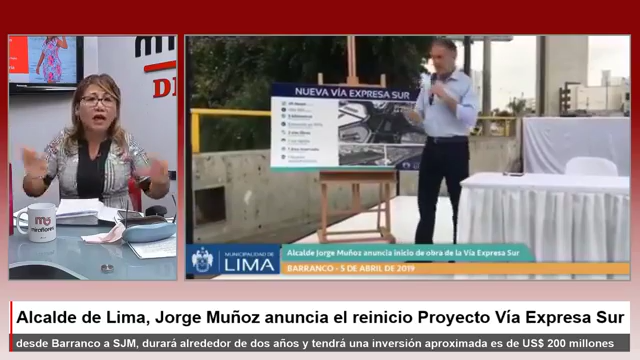 NUEVA VÍA EXPRESA SUR
miraflores
MUNICIPALIDAD DE
LIMA
Alcalde Jorge Muñoz anuncia inicio de obra de la Vía Expresa Sur
BARRANCO - 5 DE ABRIL DE 2019
Alcalde de Lima, Jorge Muñoz anuncia el reinicio Proyecto Vía Expresa Sur
desde Barranco a SJM, durará alrededor de dos años y tendrá una inversión aproximada es de US$ 200 millones